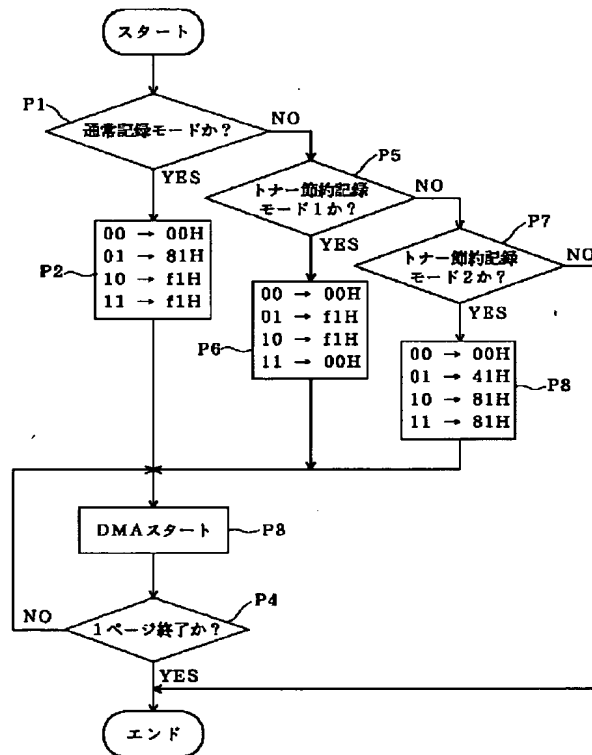 スタート
P1
通常記録モードか？
NO
YES
P5
トナー節約記録
モード1か？
NO
YES
P7
トナー節約記録
モード2か？
NO
YES
P2
00 → 00H
01 → 81H
10 → f1H
11 → f1H
P6
00 → 00H
01 → f1H
10 → f1H
11 → 00H
P8
00 → 00H
01 → 41H
10 → 81H
11 → 81H
DMAスタート
P3
P4
1ページ終了か？
NO
YES
エンド